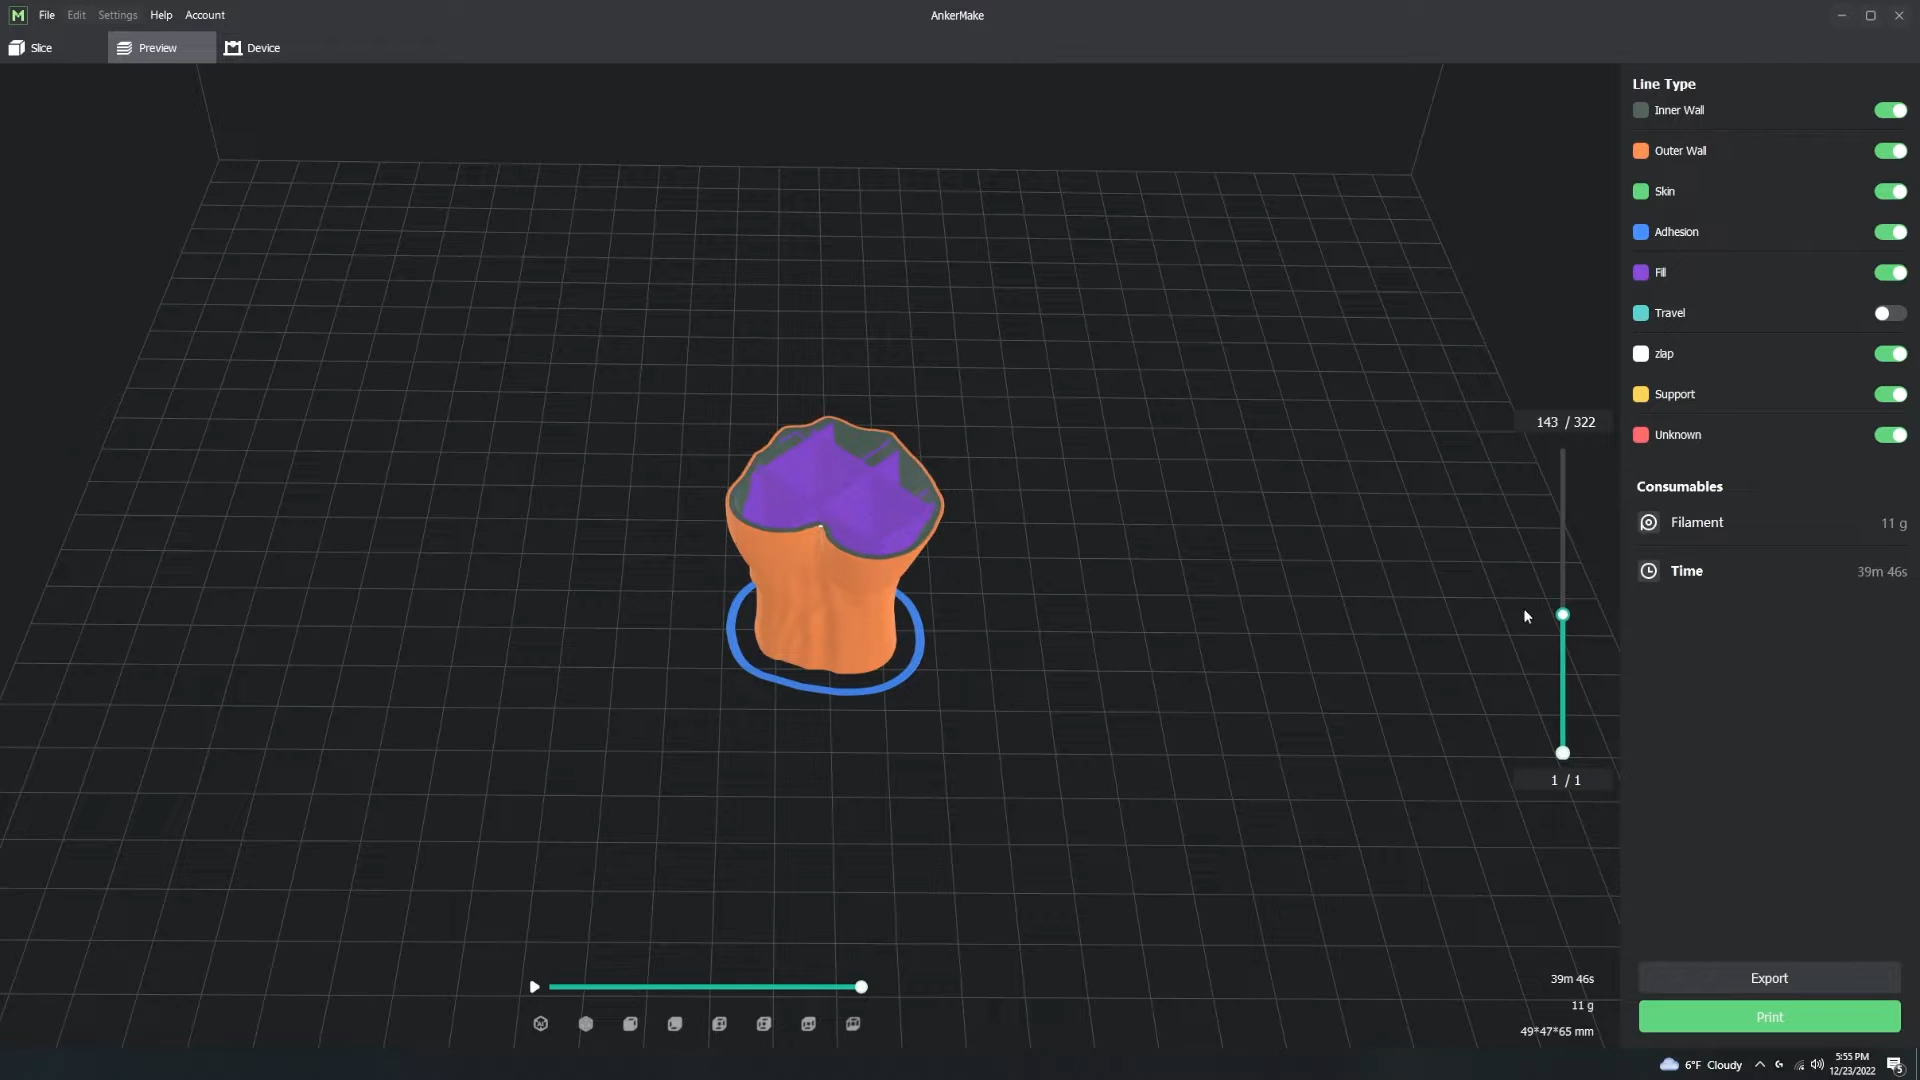 M File Edit Settings Help Account AnkerMake
Slice Preview Device
Line Type
Inner Wall
Outer Wall
Skin
Adhesion
Fill
Travel
zlap
Support
Unknown
143 / 322
1 / 1
Consumables
Filament 11 g
Time 39m 46s
39m 46s
11 g
49*47*65 mm
Export
Print
6°F Cloudy
5:55 PM
12/23/2022
5